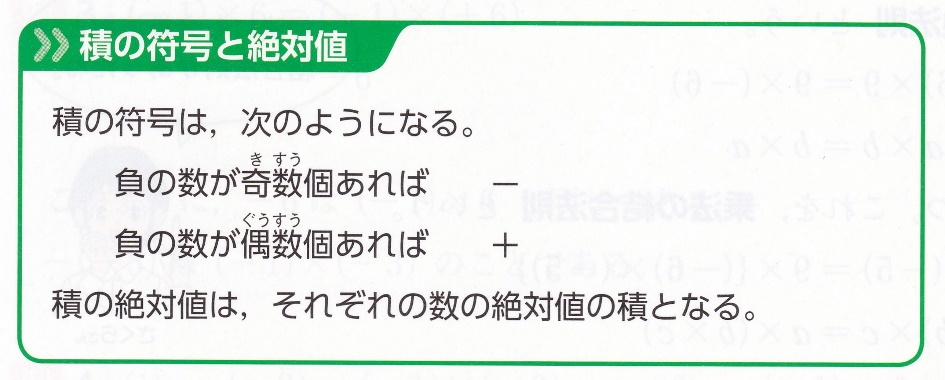 積の符号と絶対値
積の符号は，次のようになる。
負の数が奇数個あれば　－
負の数が偶数個あれば　＋
積の絶対値は，それぞれの数の絶対値の積となる。